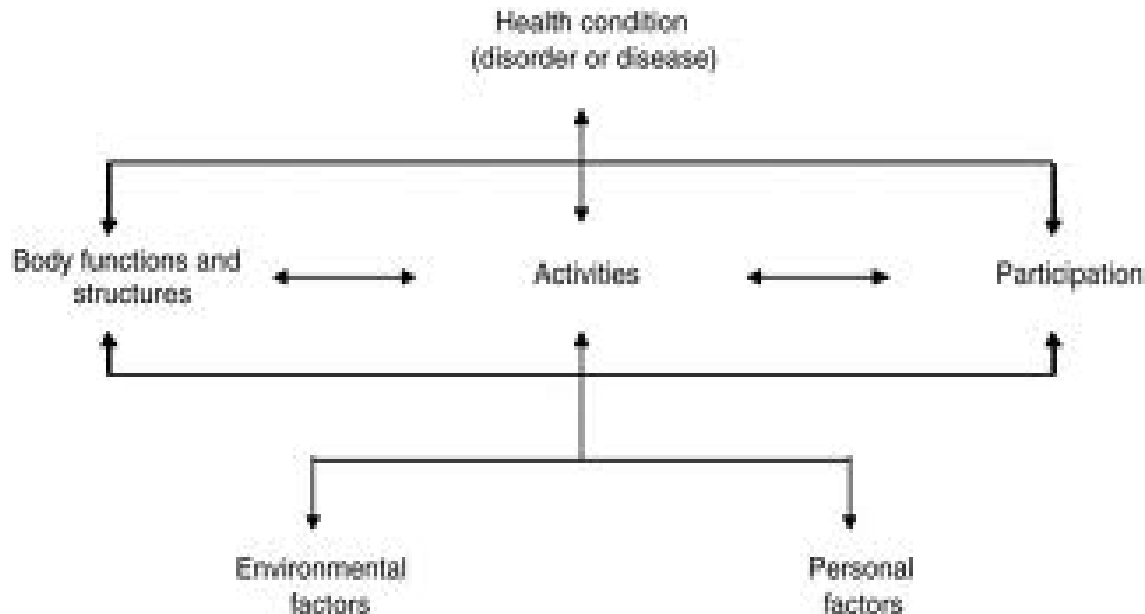 Health condition
(disorder or disease)
Body functions and
structures
Activities
Participation
Environmental
factors
Personal
factors